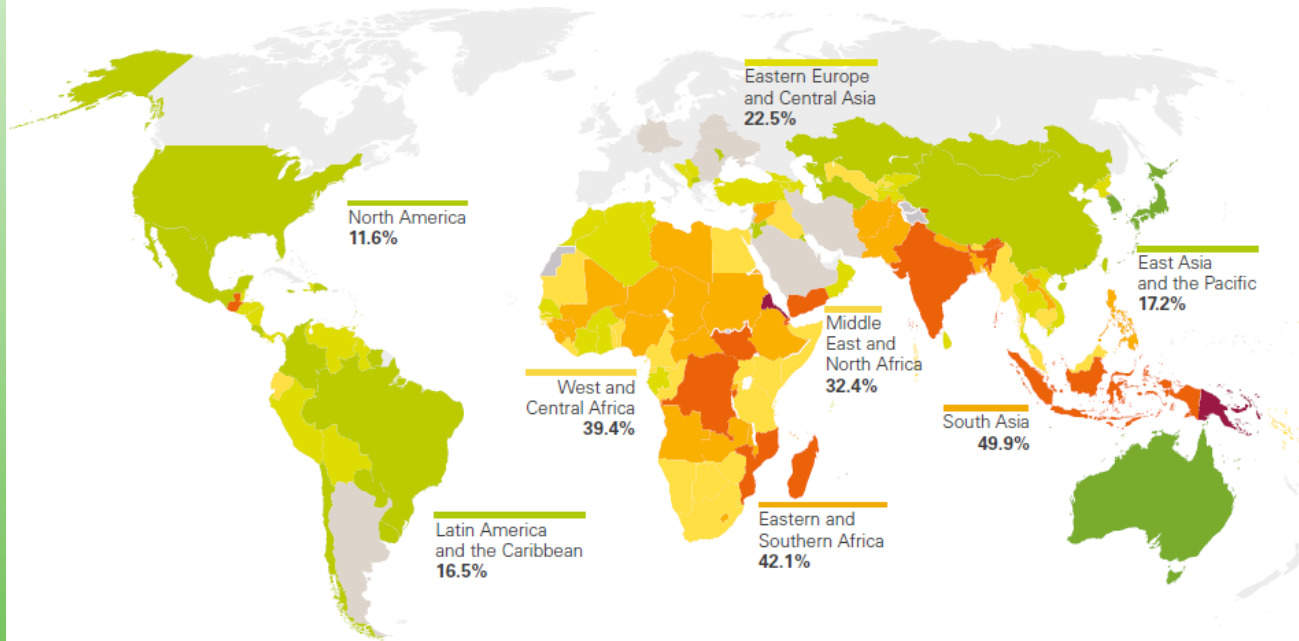 Eastern Europe
and Central Asia
22.5%
North America
11.6%
East Asia
and the Pacific
17.2%
Middle
East and
North Africa
32.4%
West and
Central Africa
39.4%
South Asia
49.9%
Eastern and
Southern Africa
42.1%
Latin America
and the Caribbean
16.5%